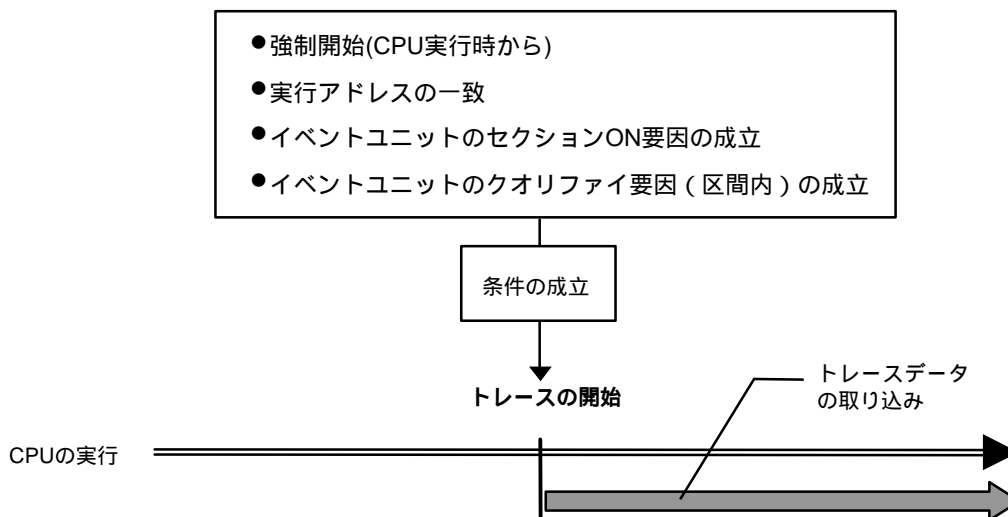 ●強制開始(CPU実行時から)
●実行アドレスの一致
●イベントユニットのセクションON要因の成立
●イベントユニットのクオリファイ要因（区間内）の成立
条件の成立
トレースの開始
トレースデータ
の取り込み
CPUの実行